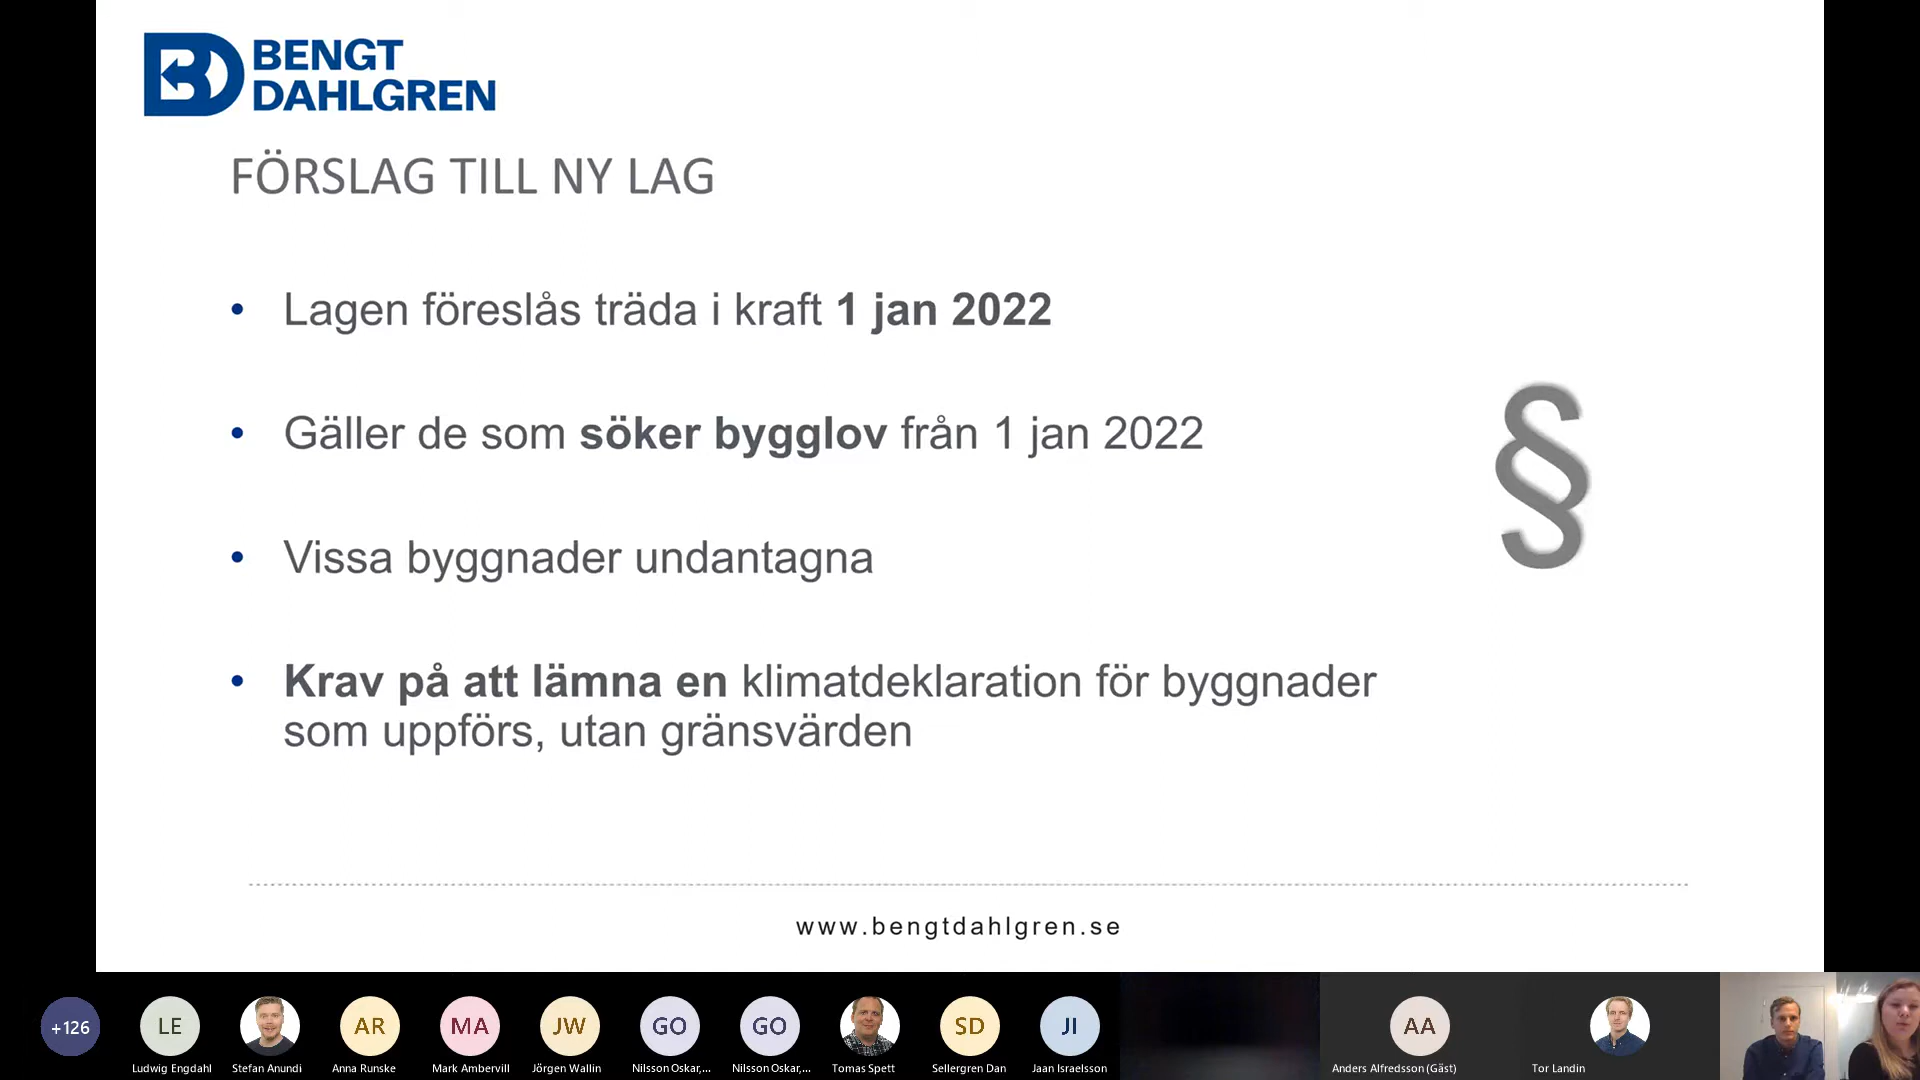 BENGT
DAHLGREN
FÖRSLAG TILL NY LAG
• Lagen föreslås träda i kraft 1 jan 2022
• Gäller de som söker bygglov från 1 jan 2022
§
• Vissa byggnader undantagna
• Krav på att lämna en klimatdeklaration för byggnader
som uppförs, utan gränsvärden
www.bengtdahlgren.se
+126
LE
AR
MA
JW
GO
GO
SD
JI
AA
Ludwig Engdahl
Stefan Anundi
Anna Runske
Mark Ambervill
Jörgen Wallin
Nilsson Oskar,...
Nilsson Oskar,...
Tomas Spett
Sellergren Dan
Jaan Israelsson
Anders Alfredsson (Gäst)
Tor Landin